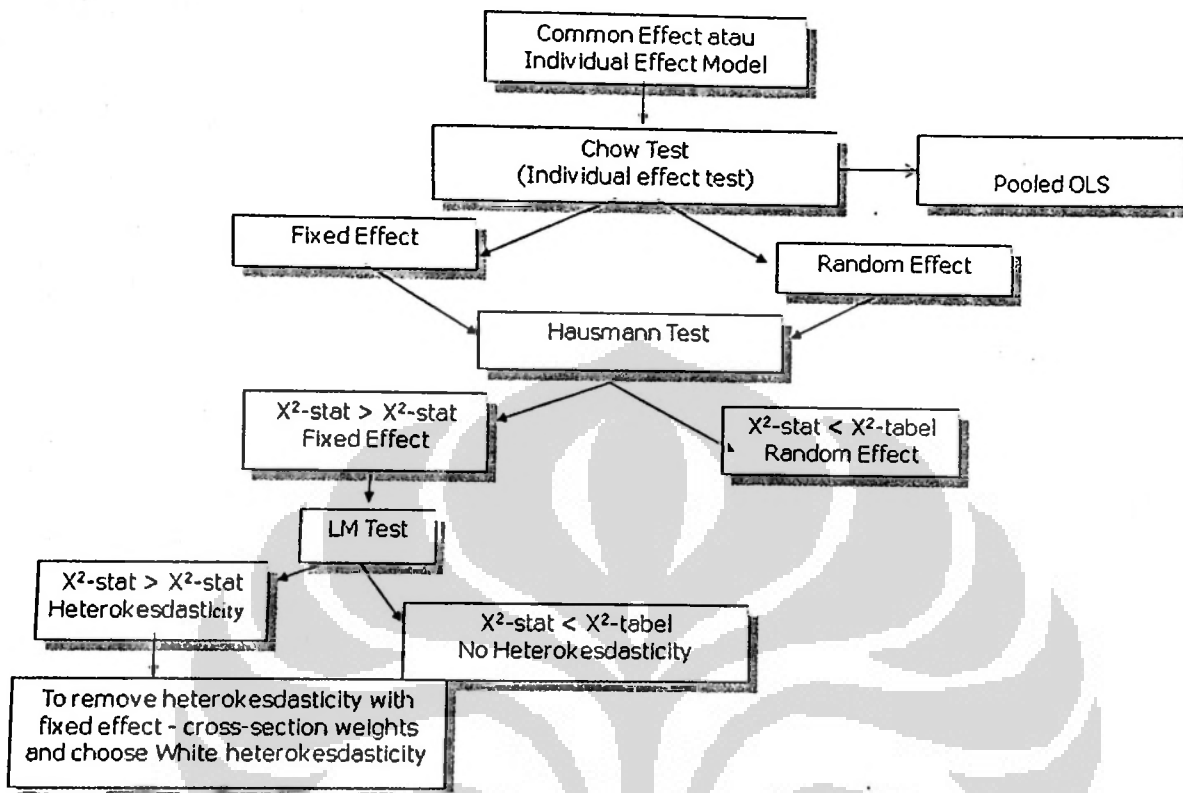 Common Effect atau
Individual Effect Model
Chow Test
(Individual effect test)
Pooled OLS
Fixed Effect
Random Effect
Hausmann Test
X²-stat > X²-stat
Fixed Effect
X²-stat < X²-tabel
Random Effect
LM Test
X²-stat > X²-stat
Heterokesdasticity
X²-stat < X²-tabel
No Heterokesdasticity
To remove heterokesdasticity with
fixed effect - cross-section weights
and choose White heterokesdasticity